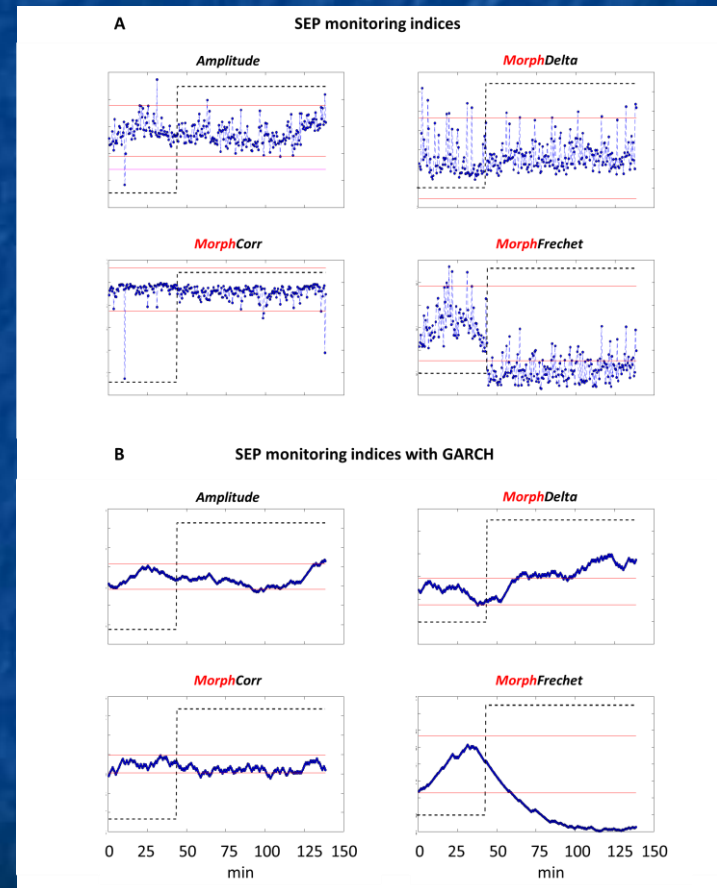 A SEP monitoring indices
Amplitude MorphDelta
MorphCorr MorphFrechet
B SEP monitoring indices with GARCH
Amplitude MorphDelta
MorphCorr MorphFrechet
0 25 50 75 100 125 150 0 25 50 75 100 125 150
min min